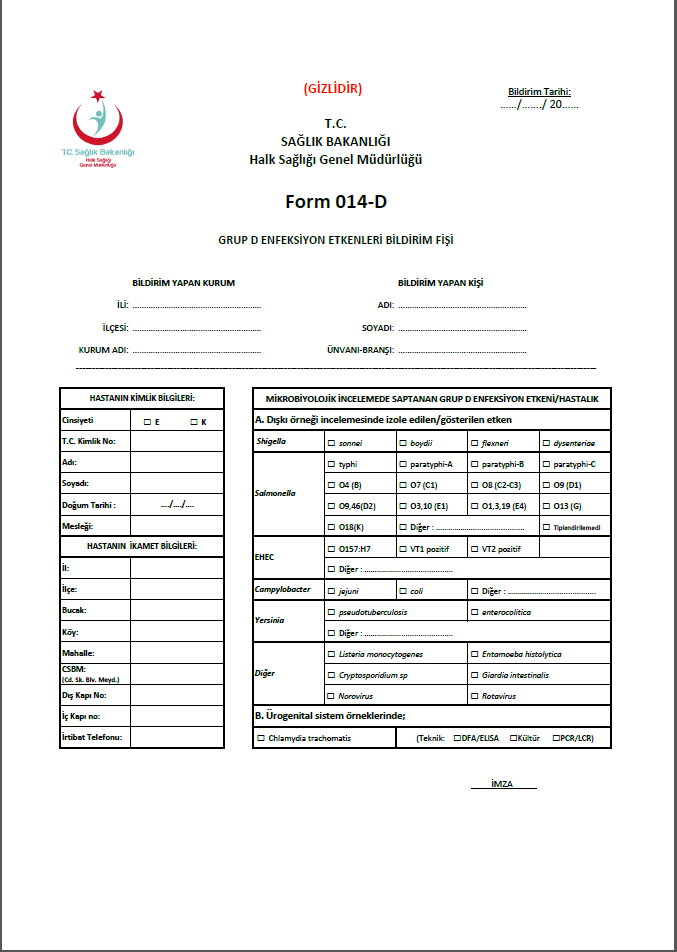 (GİZLİDİR)
Bildirim Tarihi:
....../......./ 20......
T.C.
SAĞLIK BAKANLIĞI
Halk Sağlığı Genel Müdürlüğü
T.C. Sağlık Bakanlığı
Halk Sağlığı
Genel Müdürlüğü
Form 014-D
GRUP D ENFEKSİYON ETKENLERİ BİLDİRİM FİŞİ
BİLDİRİM YAPAN KURUM
BİLDİRİM YAPAN KİŞİ
İLİ: ......................................................
ADI: ......................................................
İLÇESİ: ......................................................
SOYADI: ......................................................
KURUM ADI: ......................................................
ÜNVANI-BRANŞI: ......................................................
HASTANIN KİMLİK BİLGİLERİ:
Cinsiyeti ☐ E ☐ K
T.C. Kimlik No:
Adı:
Soyadı:
Doğum Tarihi : ..../..../....
Mesleği:
HASTANIN İKAMET BİLGİLERİ:
İl:
İlçe:
Bucak:
Köy:
Mahalle:
CSBM:
(Cd. Sk. Blv. Meyd.)
Dış Kapı No:
İç Kapı no:
İrtibat Telefonu:
MİKROBİYOLOJİK İNCELEMEDE SAPTANAN GRUP D ENFEKSİYON ETKENİ/HASTALIK
A. Dışkı örneği incelemesinde izole edilen/gösterilen etken
Shigella ☐ sonnei ☐ boydii ☐ flexneri ☐ dysenteriae
Salmonella
☐ typhi ☐ paratyphi-A ☐ paratyphi-B ☐ paratyphi-C
☐ O4 (B) ☐ O7 (C1) ☐ O8 (C2-C3) ☐ O9 (D1)
☐ O9,46(D2) ☐ O3,10 (E1) ☐ O1,3,19 (E4) ☐ O13 (G)
☐ O18(K) ☐ Diğer : ........................................ ☐ Tiplendirilemedi
EHEC
☐ O157:H7 ☐ VT1 pozitif ☐ VT2 pozitif
☐ Diğer : ........................................
Campylobacter ☐ jejuni ☐ coli ☐ Diğer : ........................................
Yersinia
☐ pseudotuberculosis ☐ enterocolitica
☐ Diğer : ........................................
Diğer
☐ Listeria monocytogenes ☐ Entamoeba histolytica
☐ Cryptosporidium sp ☐ Giardia intestinalis
☐ Norovirus ☐ Rotavirus
B. Ürogenital sistem örneklerinde;
☐ Chlamydia trachomatis (Teknik: ☐DFA/ELISA ☐Kültür ☐PCR/LCR)
İMZA